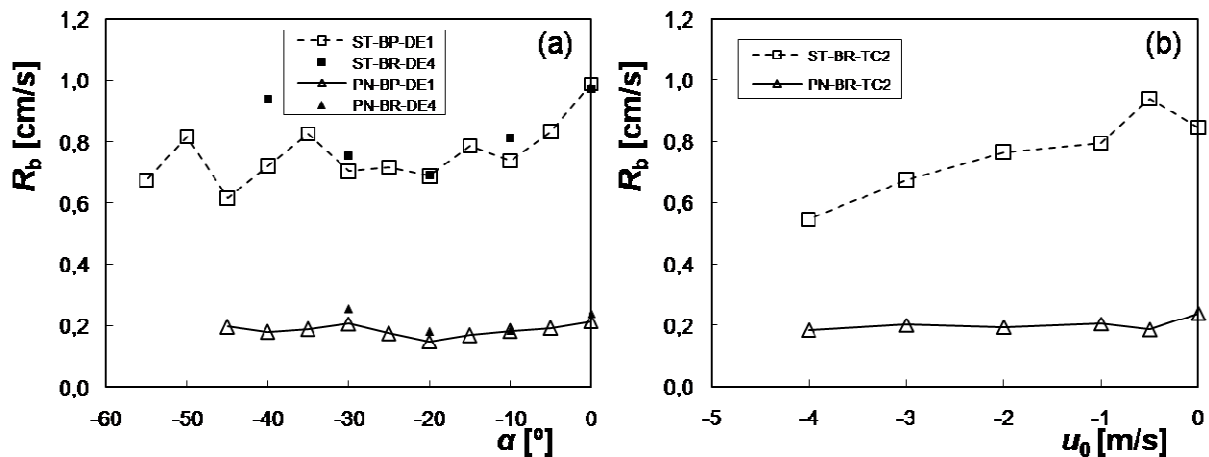 (a)
ST-BP-DE1
ST-BR-DE4
PN-BP-DE1
PN-BR-DE4
R_b [cm/s]
1,2
1,0
0,8
0,6
0,4
0,2
0,0
-60 -50 -40 -30 -20 -10 0
α [º]
(b)
ST-BR-TC2
PN-BR-TC2
R_b [cm/s]
1,2
1,0
0,8
0,6
0,4
0,2
0,0
-5 -4 -3 -2 -1 0
u_0 [m/s]